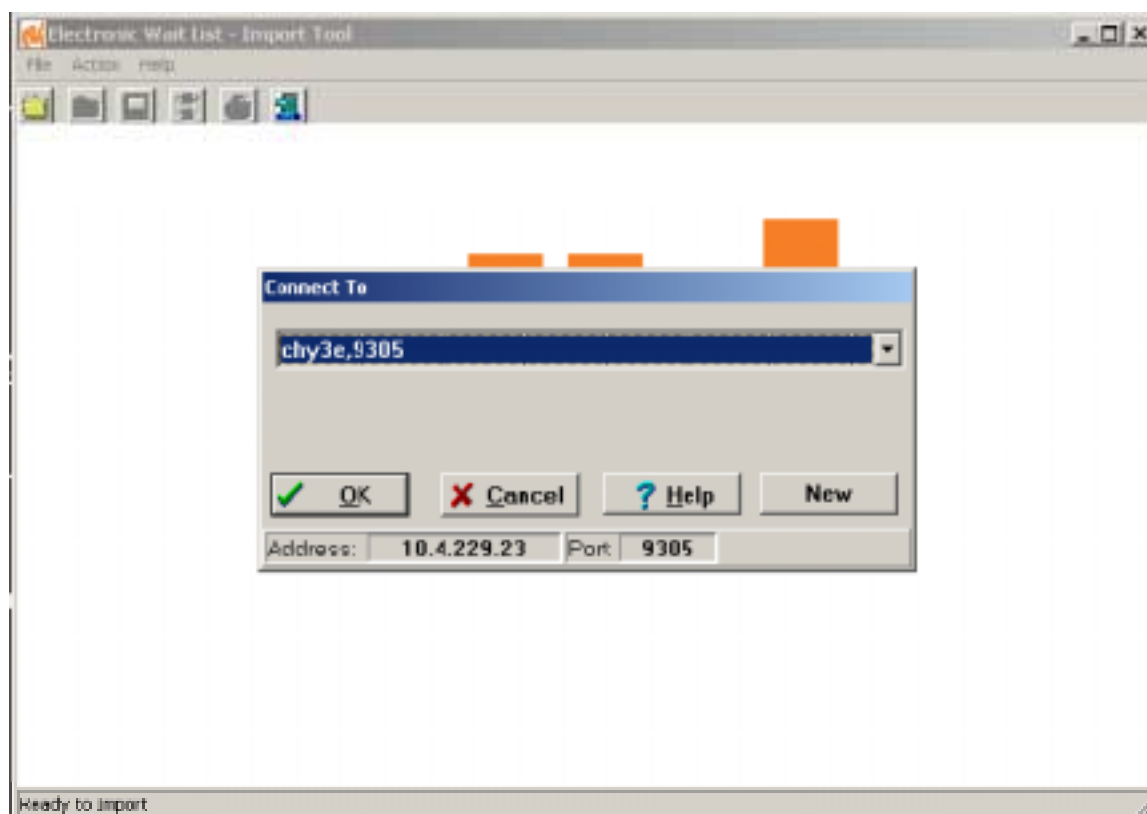 Electronic Wait List - Import Tool
File Action Help
Connect To
chy3e,9305
OK Cancel Help New
Address: 10.4.229.23 Port 9305
Ready to Import